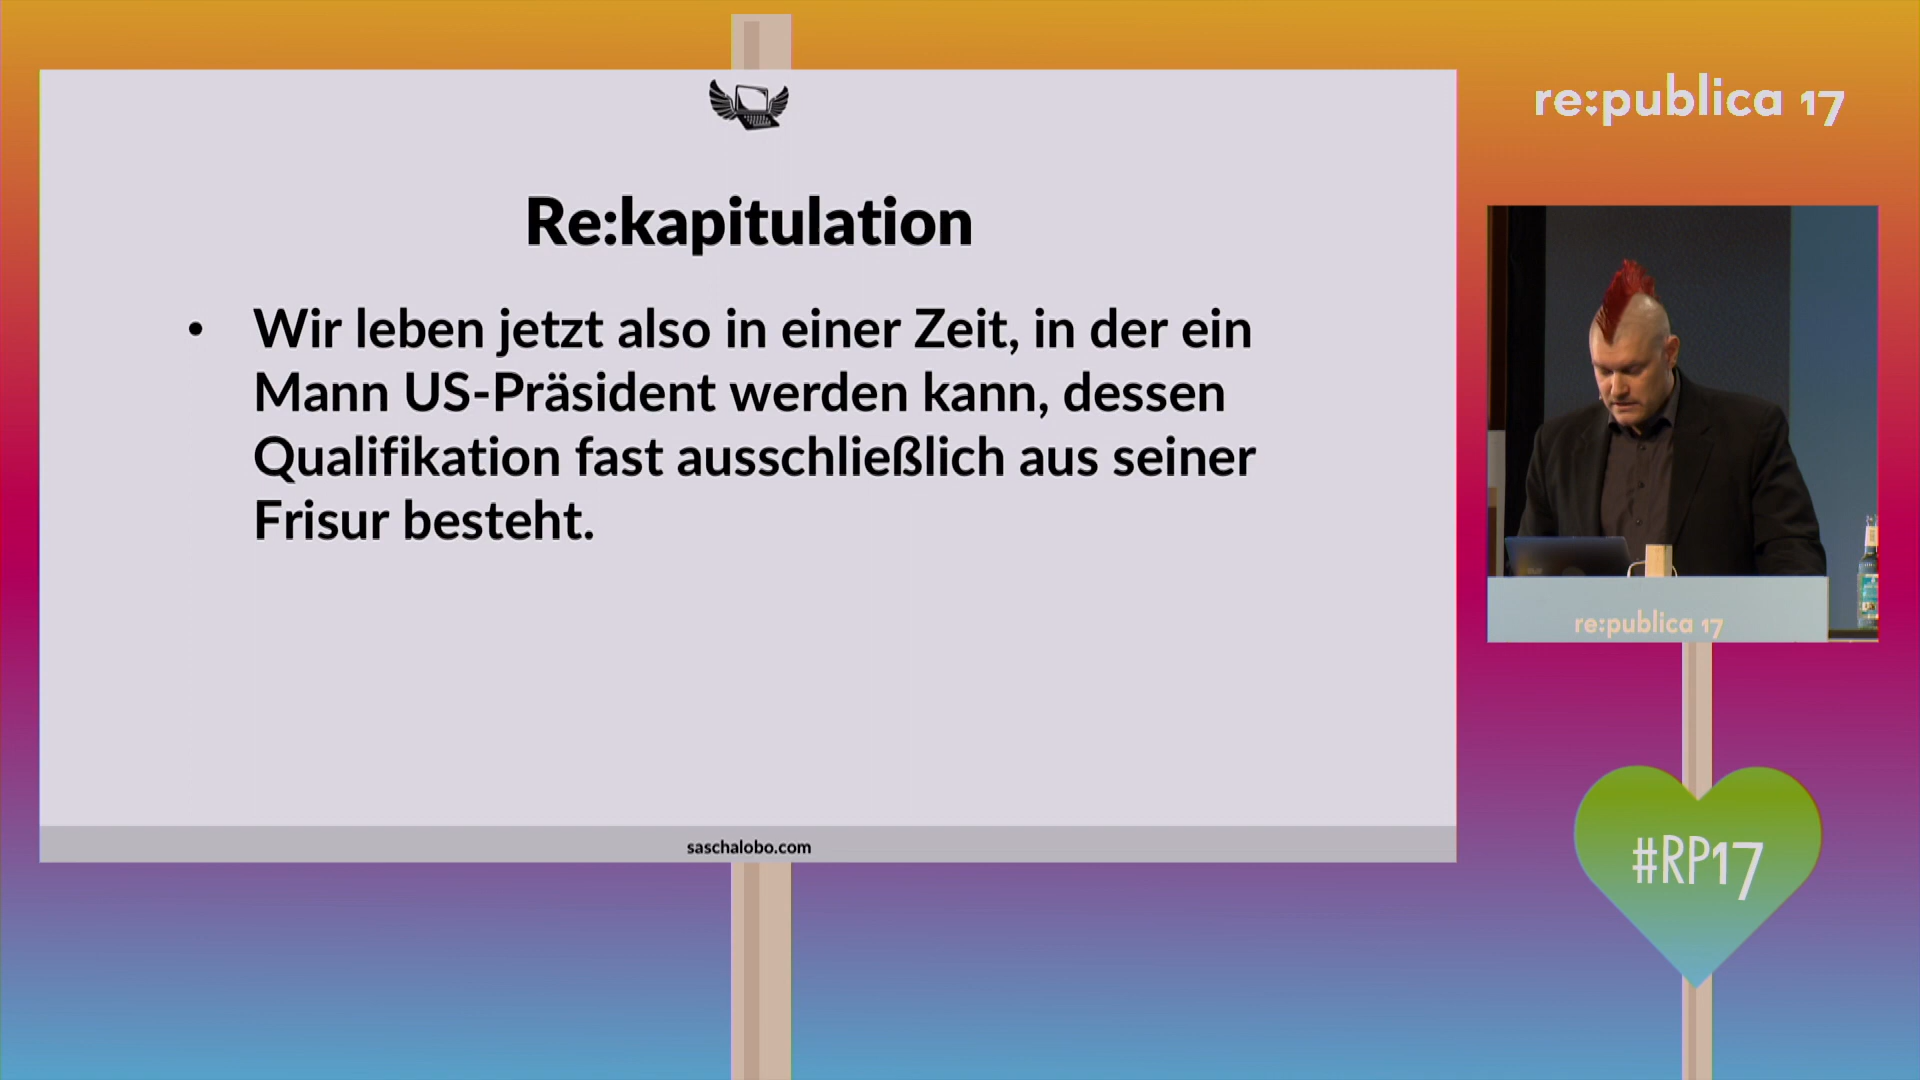 re:publica 17
Re:kapitulation
• Wir leben jetzt also in einer Zeit, in der ein
Mann US-Präsident werden kann, dessen
Qualifikation fast ausschließlich aus seiner
Frisur besteht.
saschalobo.com
re:publica 17
#RP17